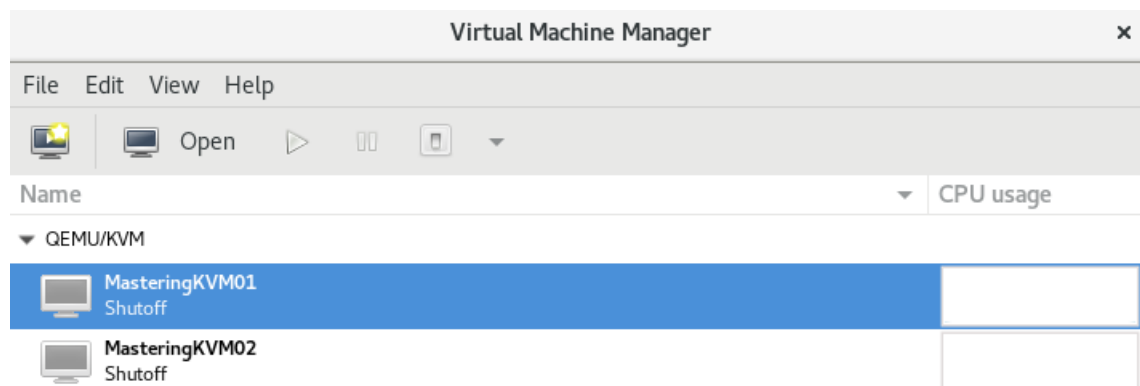 Virtual Machine Manager
File Edit View Help
Open
Name CPU usage
QEMU/KVM
MasteringKVM01
Shutoff
MasteringKVM02
Shutoff